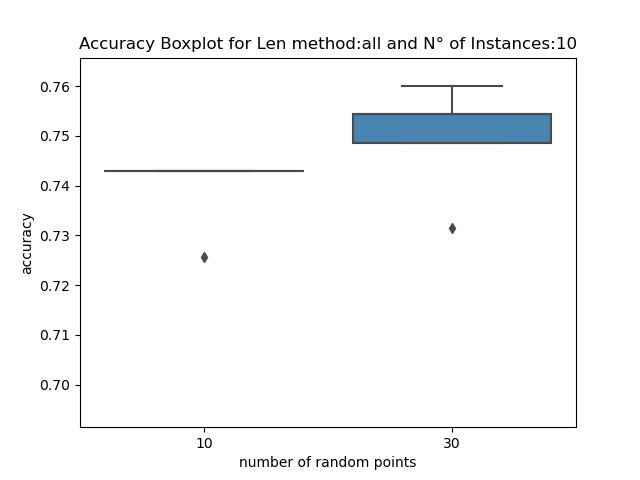 Accuracy Boxplot for Len method:all and N° of Instances:10
0.76
0.75
0.74
0.73
0.72
0.71
0.70
accuracy
10 30
number of random points